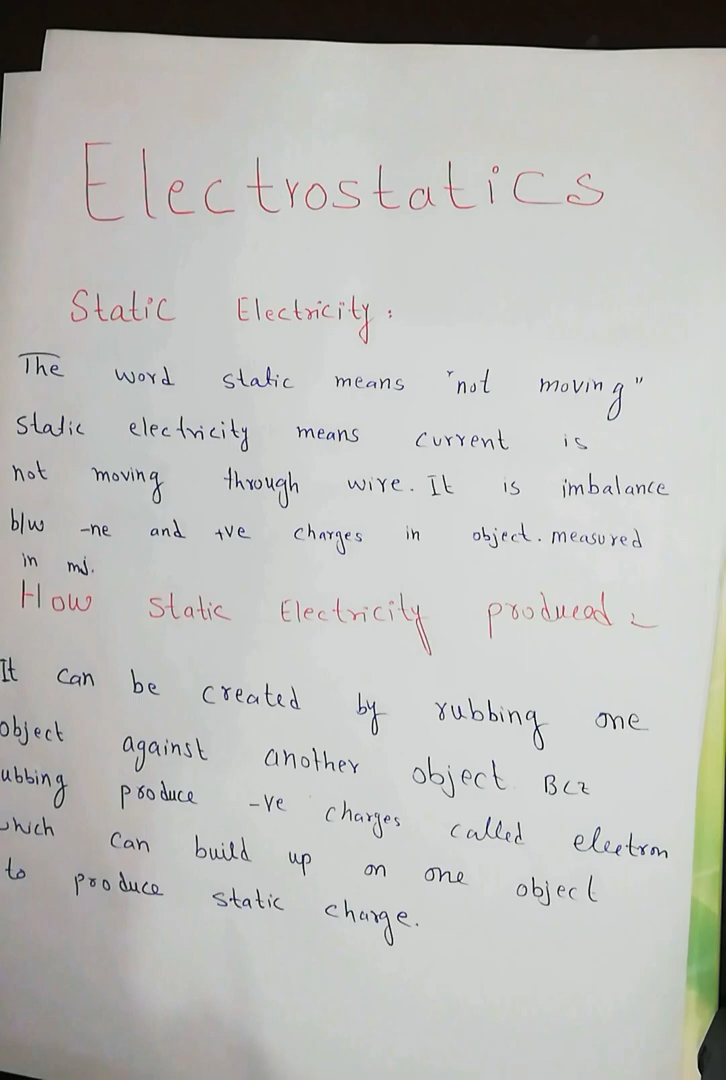 Electrostatics
Static Electricity:
The word static means "not moving"
Static electricity means current is
not moving through wire. It is imbalance
b/w -ne and +ve charges in object. measured
in mj.
How Static Electricity produced:
It can be created by rubbing one
object against another object Bcz
ubbing produce -ve charges called electron
which can build up on one object
to produce static charge.